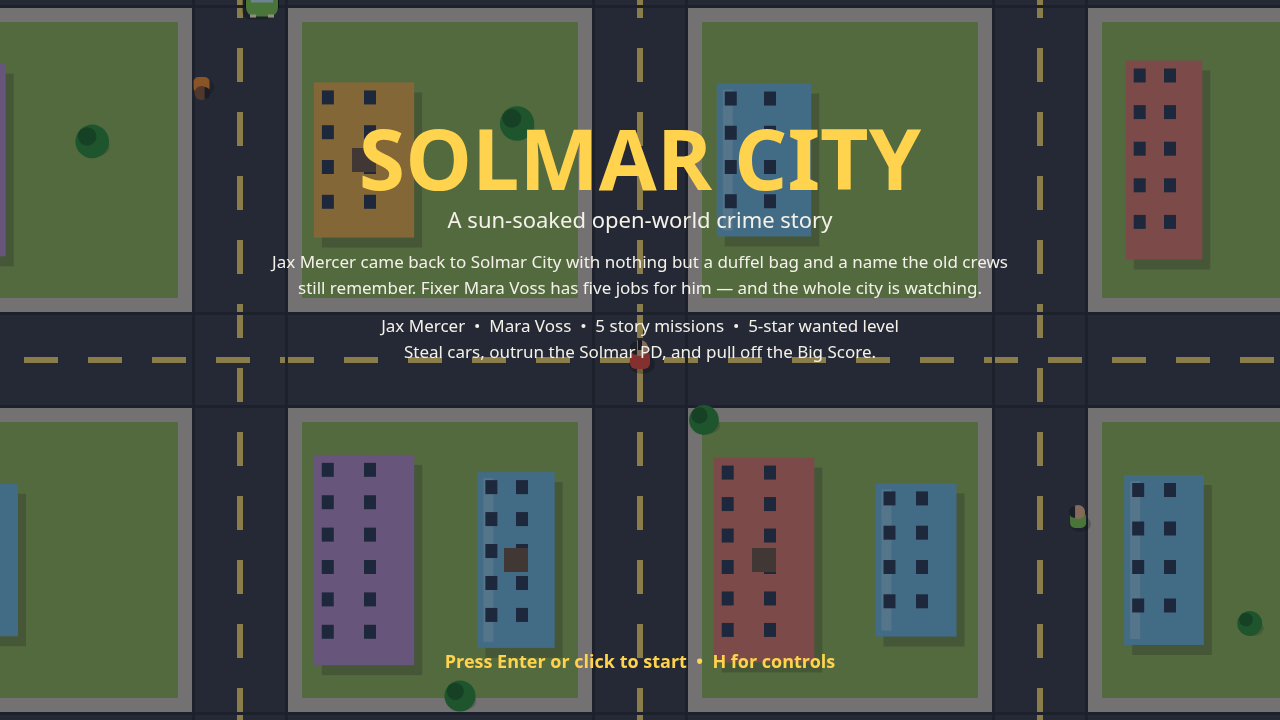 SOLMAR CITY
A sun-soaked open-world crime story
Jax Mercer came back to Solmar City with nothing but a duffel bag and a name the old crews
still remember. Fixer Mara Voss has five jobs for him — and the whole city is watching.
Jax Mercer • Mara Voss • 5 story missions • 5-star wanted level
Steal cars, outrun the Solmar PD, and pull off the Big Score.
Press Enter or click to start • H for controls